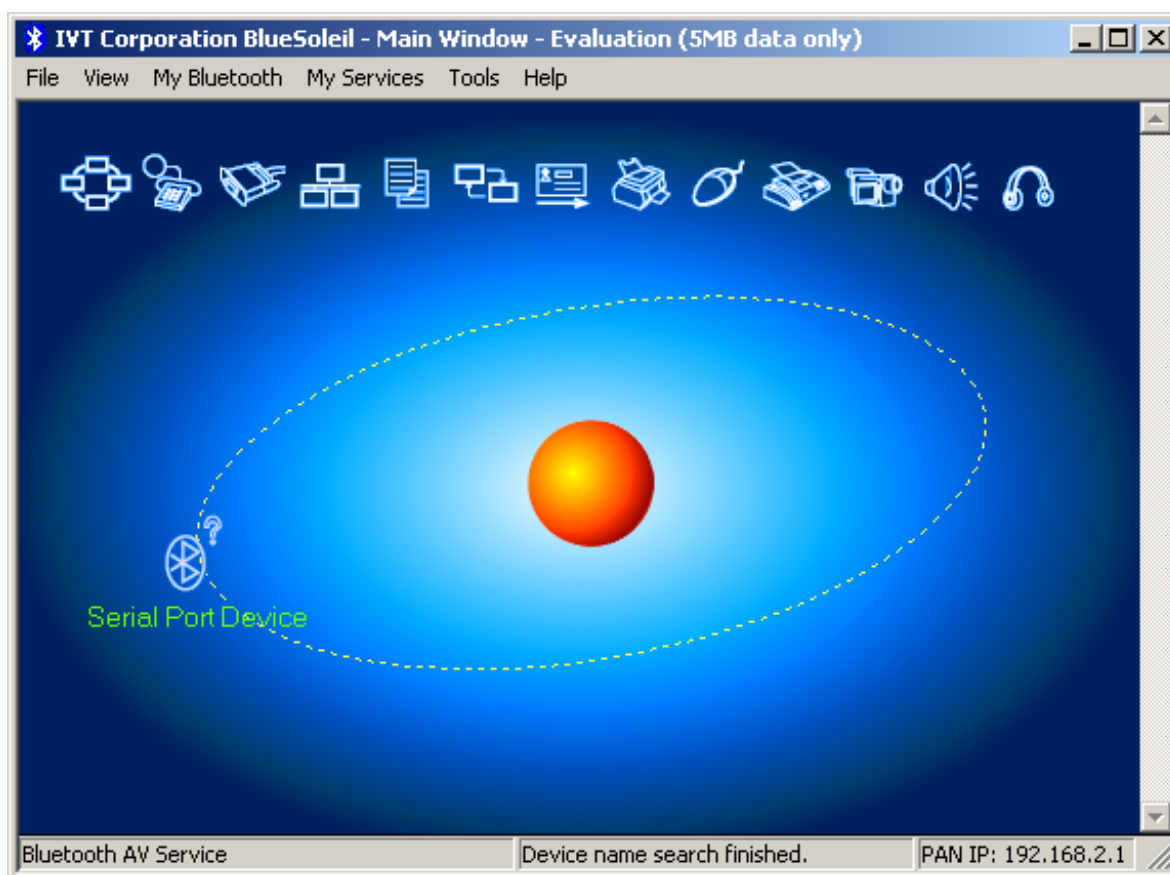 IVT Corporation BlueSoleil - Main Window - Evaluation (5MB data only)
File View My Bluetooth My Services Tools Help
Serial Port Device
Bluetooth AV Service Device name search finished. PAN IP: 192.168.2.1